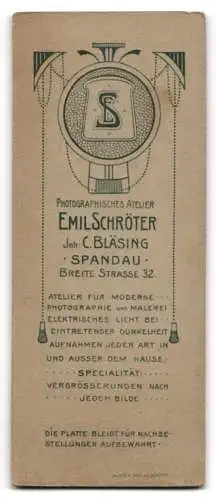 ES
PHOTOGRAPHISCHES ATELIER
EMIL SCHRÖTER
Jnh: C. BLÄSING
· SPANDAU ·
BREITE STRASSE 32.
ATELIER FÜR MODERNE
PHOTOGRAPHIE UND MALEREI
ELEKTRISCHES LICHT BEI
EINTRETENDER DUNKELHEIT
AUFNAHMEN JEDER ART IN
UND AUSSER DEM HAUSE;
SPECIALITÄT:
VERGRÖSSERUNGEN NACH
JEDEM BILDE
DIE PLATTE BLEIBT FÜR NACHBE-
STELLUNGEN AUFBEWAHRT